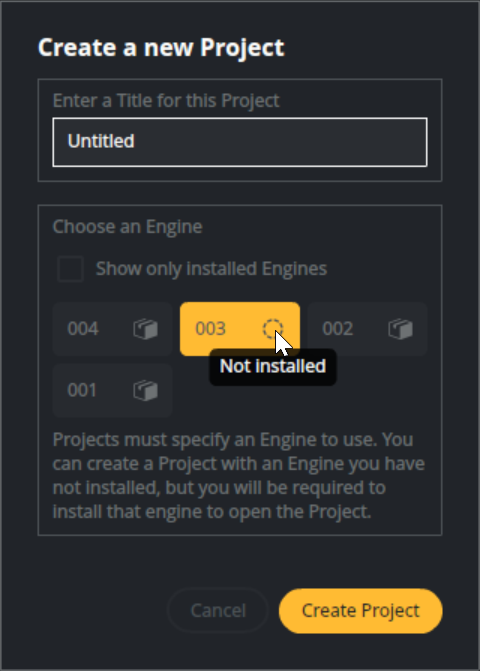 Create a new Project
Enter a Title for this Project
Untitled
Choose an Engine
Show only installed Engines
004
003
002
Not installed
001
Projects must specify an Engine to use. You
can create a Project with an Engine you have
not installed, but you will be required to
install that engine to open the Project.
Cancel
Create Project